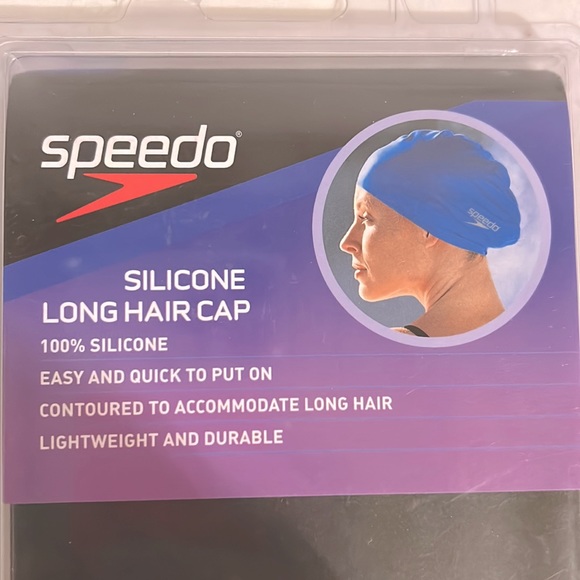 speedo®
SILICONE
LONG HAIR CAP
100% SILICONE
EASY AND QUICK TO PUT ON
CONTOURED TO ACCOMMODATE LONG HAIR
LIGHTWEIGHT AND DURABLE
speedo